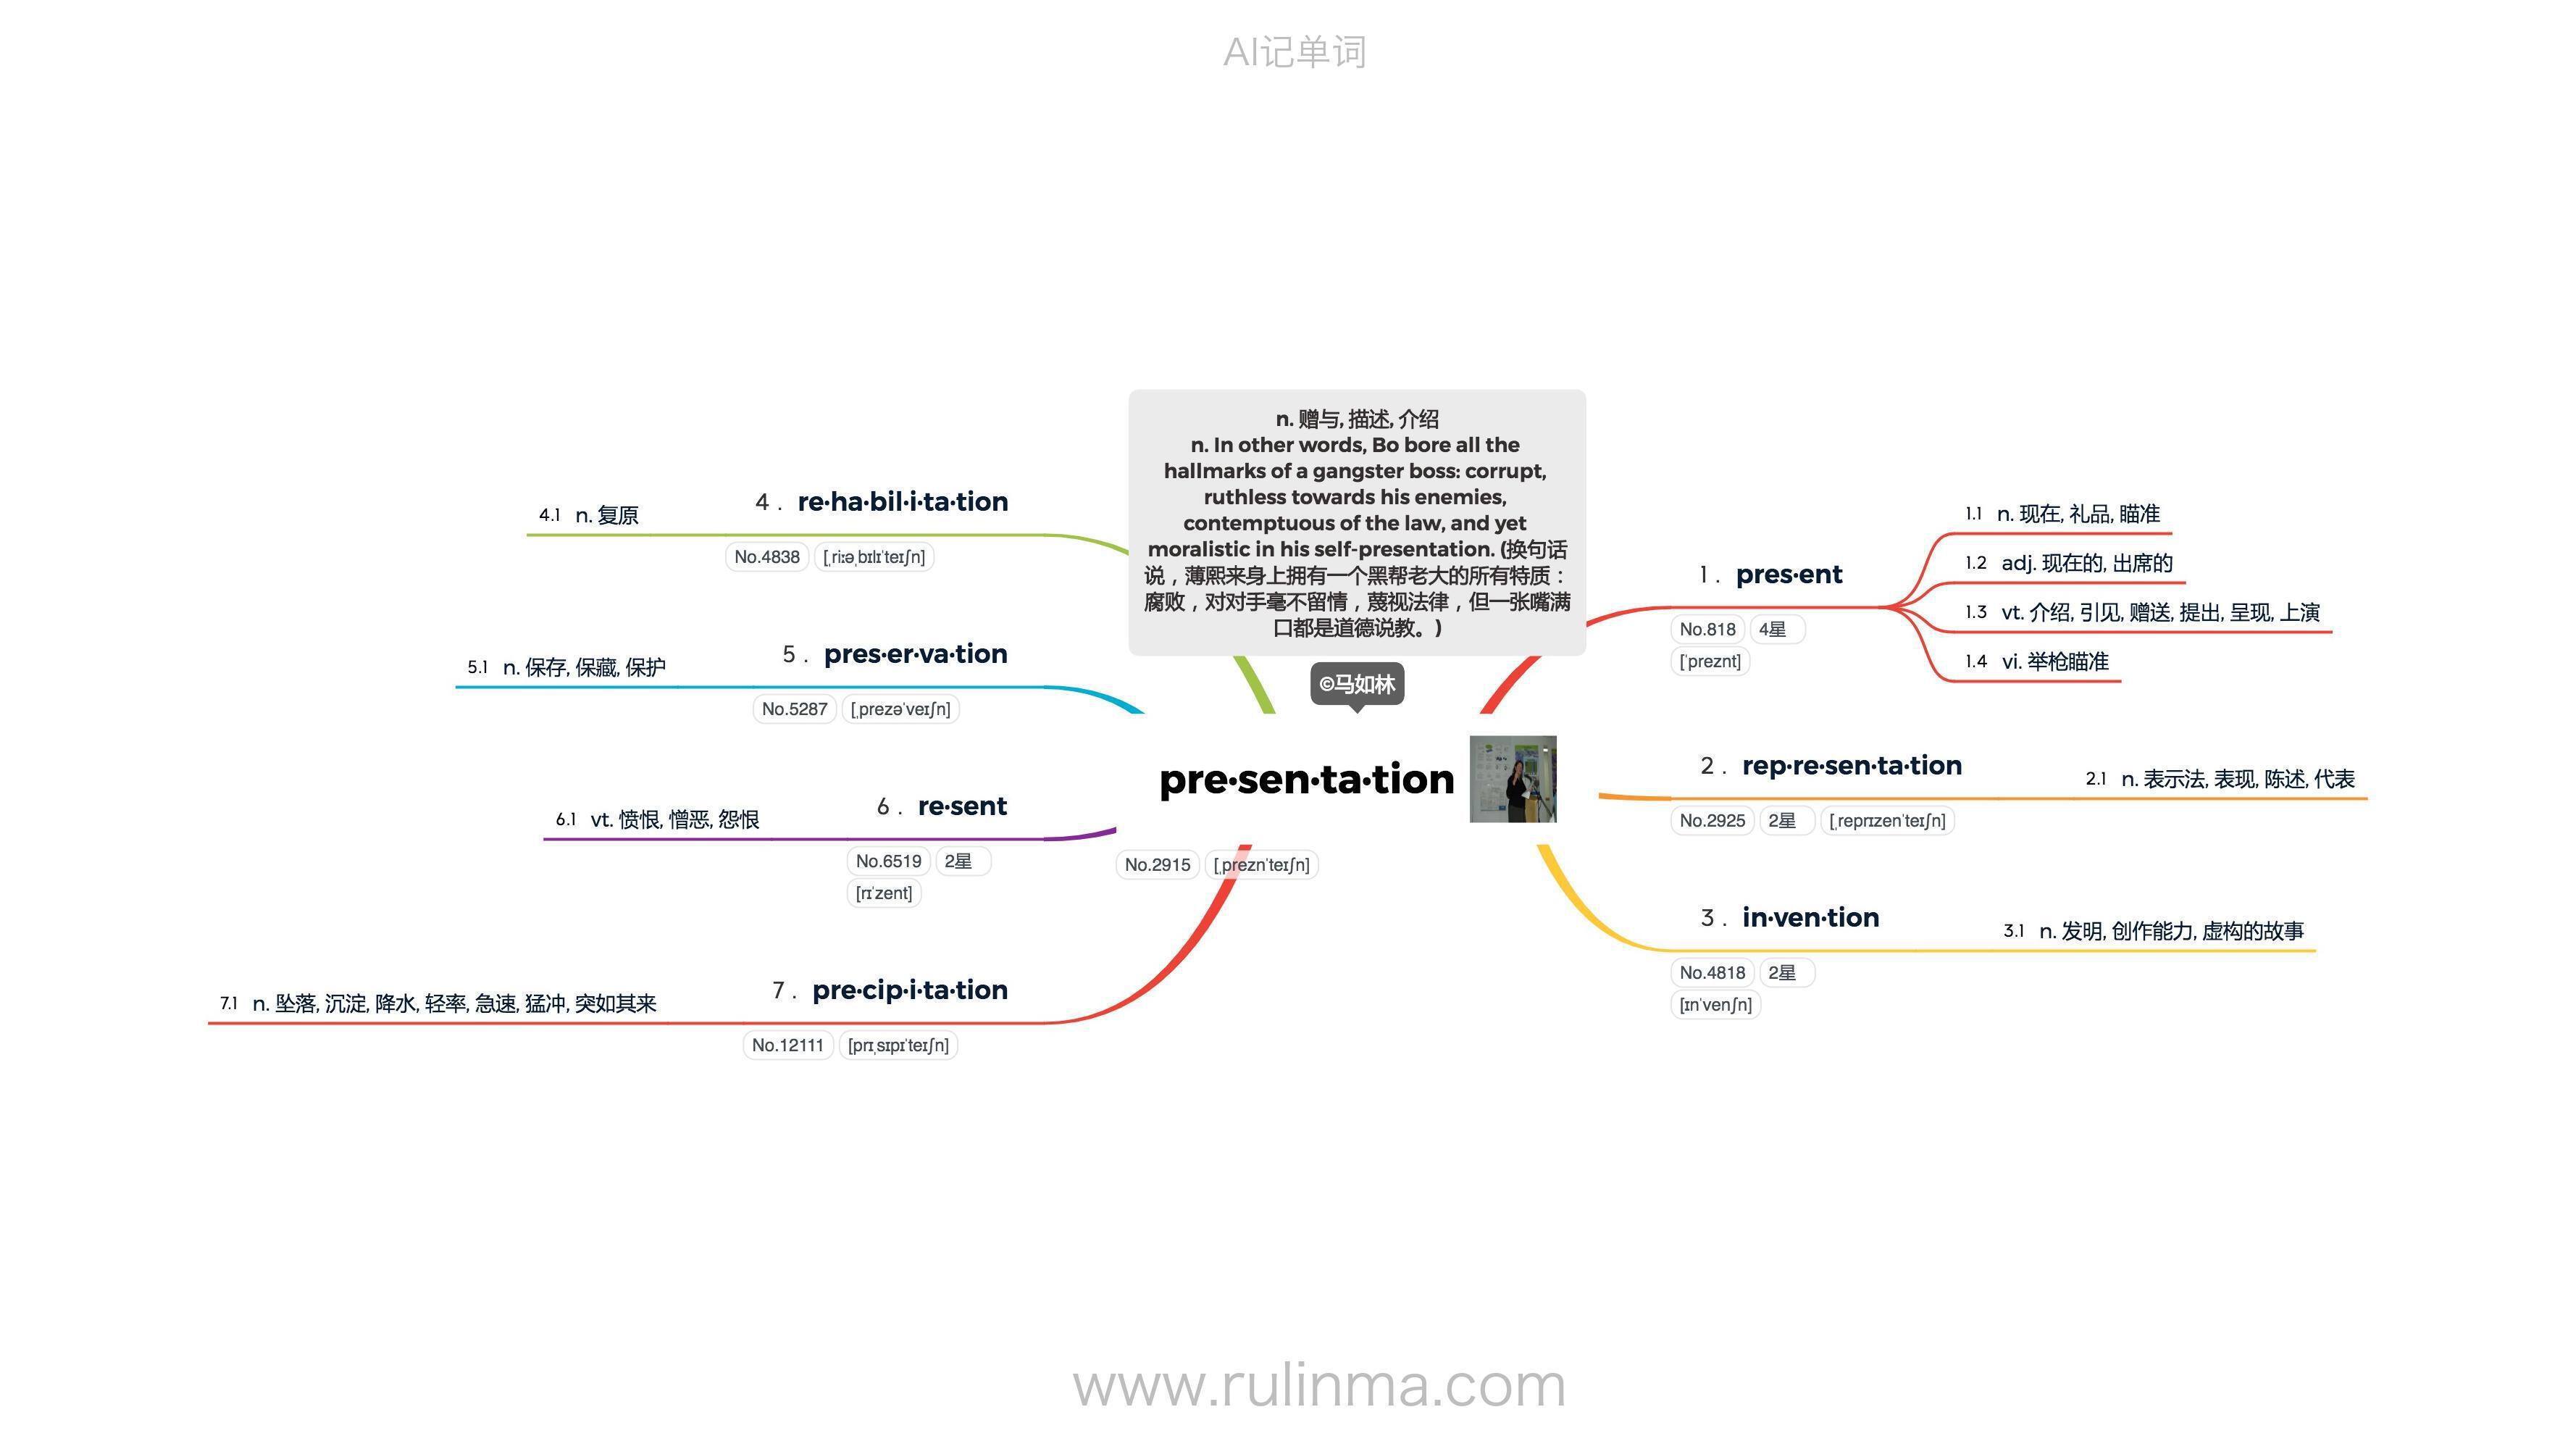 AI记单词
n. 赠与, 描述, 介绍
n. In other words, Bo bore all the
hallmarks of a gangster boss: corrupt,
ruthless towards his enemies,
contemptuous of the law, and yet
moralistic in his self-presentation. (换句话
说，薄熙来身上拥有一个黑帮老大的所有特质：
腐败，对对手毫不留情，蔑视法律，但一张嘴满
口都是道德说教。)
©马如林
pre·sen·ta·tion
No.2915 [ˌprezn'teɪʃn]
1 . pres·ent
No.818 4星
['preznt]
1.1 n. 现在, 礼品, 瞄准
1.2 adj. 现在的, 出席的
1.3 vt. 介绍, 引见, 赠送, 提出, 呈现, 上演
1.4 vi. 举枪瞄准
2 . rep·re·sen·ta·tion
No.2925 2星 [ˌreprɪzen'teɪʃn]
2.1 n. 表示法, 表现, 陈述, 代表
3 . in·ven·tion
No.4818 2星
[ɪn'venʃn]
3.1 n. 发明, 创作能力, 虚构的故事
4 . re·ha·bil·i·ta·tion
No.4838 [ˌriːəˌbɪlɪ'teɪʃn]
4.1 n. 复原
5 . pres·er·va·tion
No.5287 [ˌprezə'veɪʃn]
5.1 n. 保存, 保藏, 保护
6 . re·sent
No.6519 2星
[rɪ'zent]
6.1 vt. 愤恨, 憎恶, 怨恨
7 . pre·cip·i·ta·tion
No.12111 [prɪˌsɪpɪ'teɪʃn]
7.1 n. 坠落, 沉淀, 降水, 轻率, 急速, 猛冲, 突如其来
www.rulinma.com